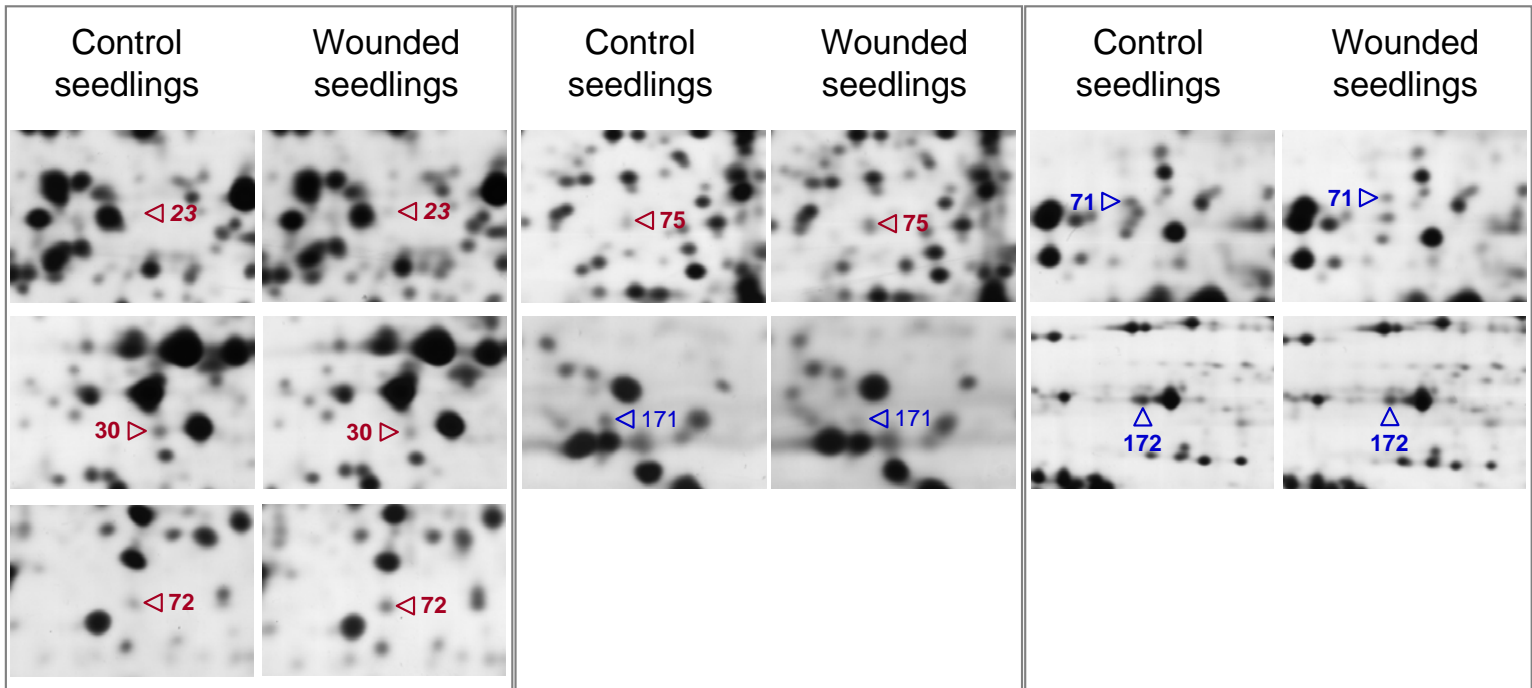 Control
seedlings
Wounded
seedlings
Control
seedlings
Wounded
seedlings
Control
seedlings
Wounded
seedlings
23
23
75
75
71
71
30
30
171
171
172
172
72
72